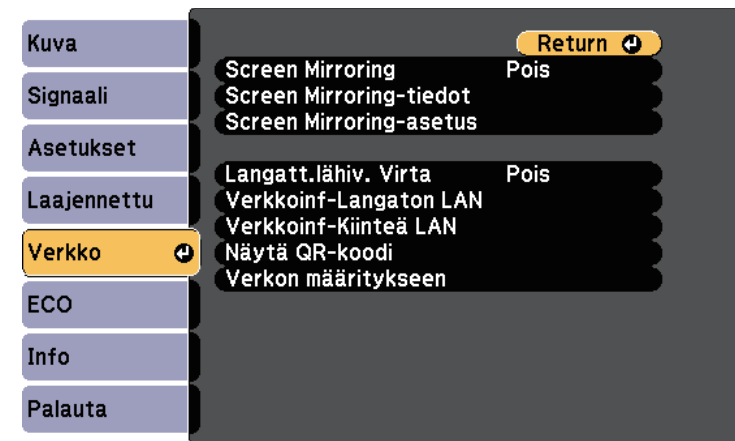 Kuva
Signaali
Asetukset
Laajennettu
Verkko
ECO
Info
Palauta
Return
Screen Mirroring Pois
Screen Mirroring-tiedot
Screen Mirroring-asetus
Langatt.lähiv. Virta Pois
Verkkoinf-Langaton LAN
Verkkoinf-Kiinteä LAN
Näytä QR-koodi
Verkon määritykseen